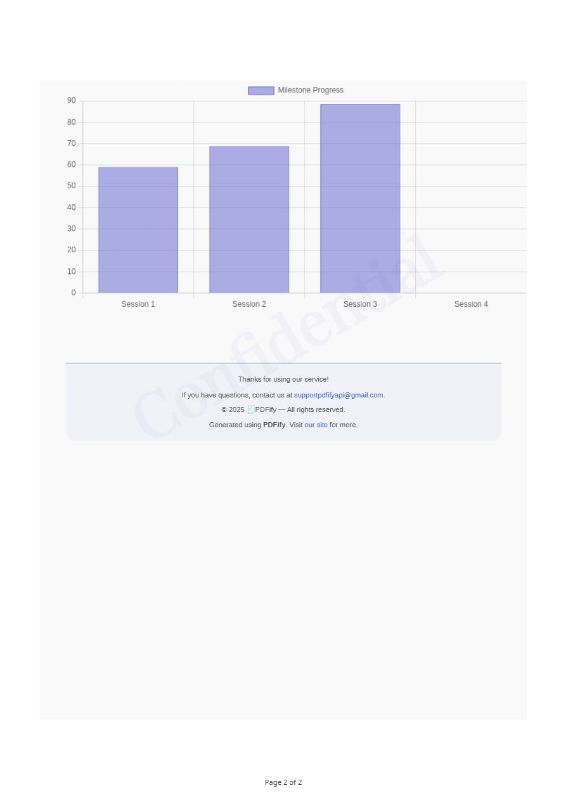 Milestone Progress
90
80
70
60
50
40
30
20
10
0
Session 1 Session 2 Session 3 Session 4
Confidential
Thanks for using our service!
If you have questions, contact us at supportpdfifyapi@gmail.com.
© 2025 🧾PDFify — All rights reserved.
Generated using PDFify. Visit our site for more.
Page 2 of 2